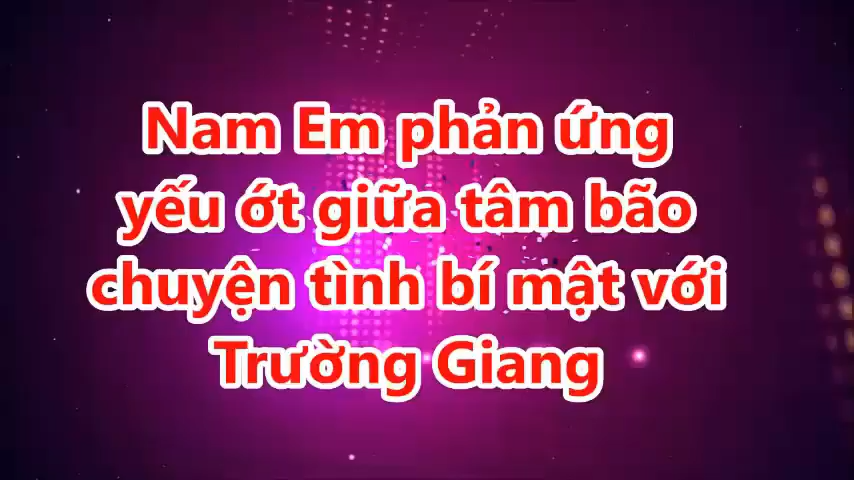 Nam Em phản ứng
yếu ớt giữa tâm bão
chuyện tình bí mật với
Trường Giang